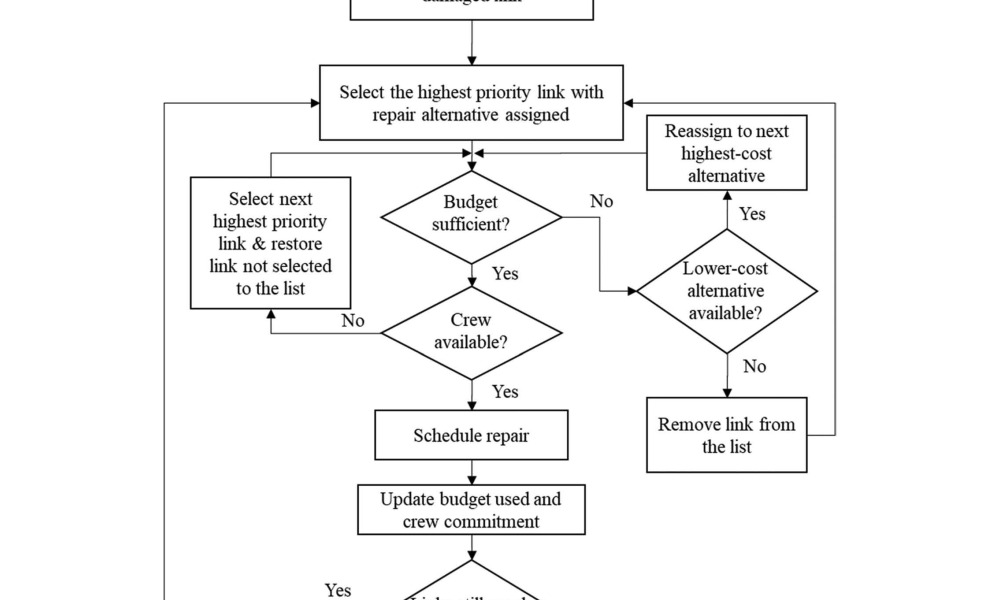 damaged link
Select the highest priority link with
repair alternative assigned
Reassign to next
highest-cost
alternative
Select next
highest priority
link & restore
link not selected
to the list
Budget
sufficient?
No
Yes
Yes
Lower-cost
alternative
available?
No
Crew
available?
No
Yes
Remove link from
the list
Schedule repair
Update budget used and
crew commitment
Yes